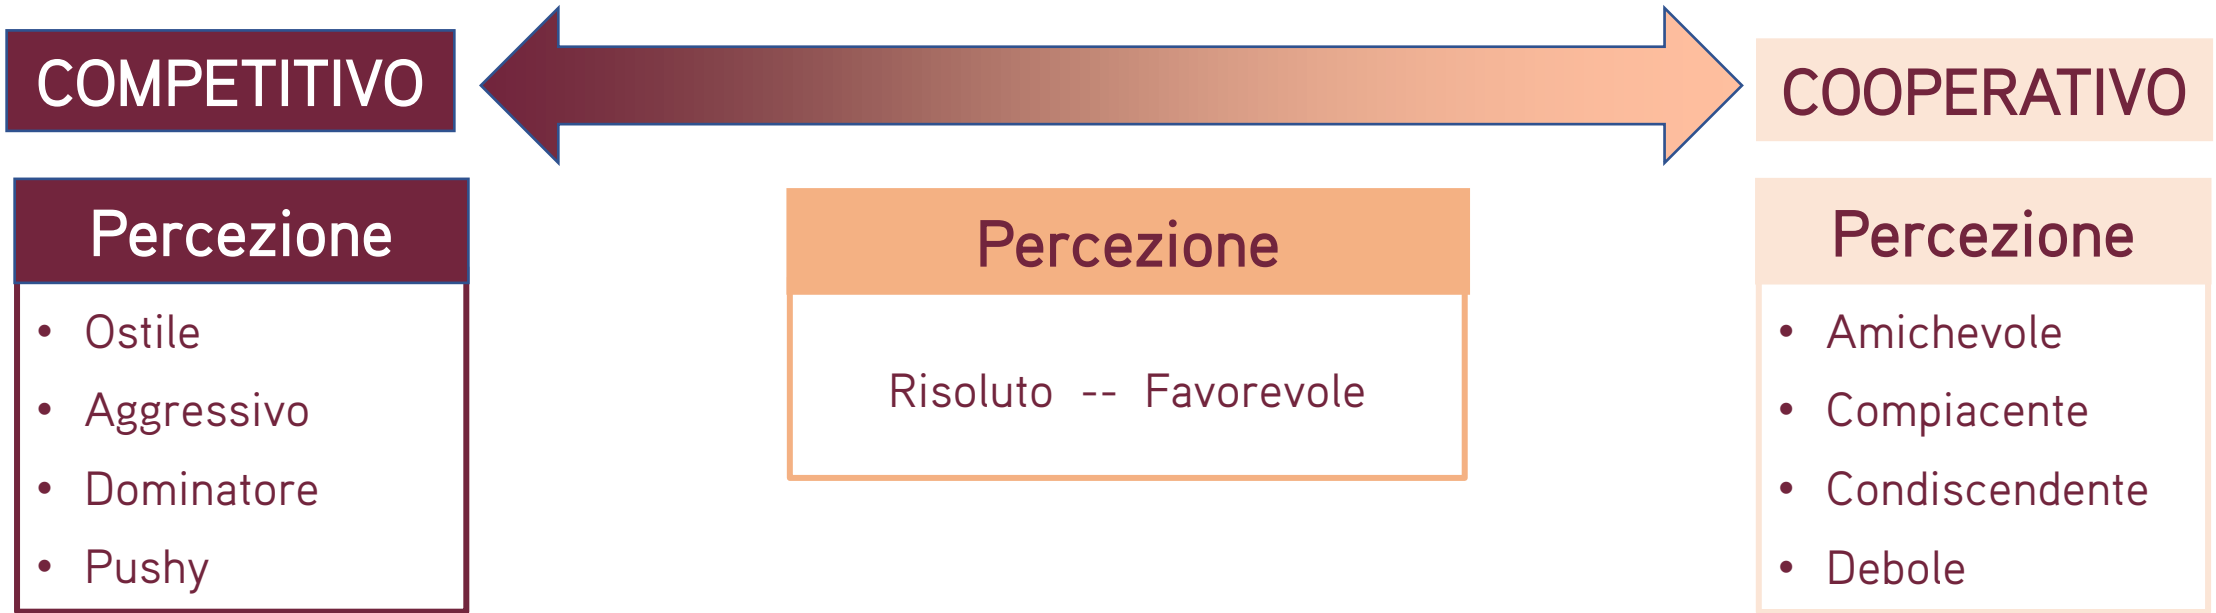 COMPETITIVO
COOPERATIVO
Percezione
• Ostile
• Aggressivo
• Dominatore
• Pushy
Percezione
Risoluto -- Favorevole
Percezione
• Amichevole
• Compiacente
• Condiscendente
• Debole